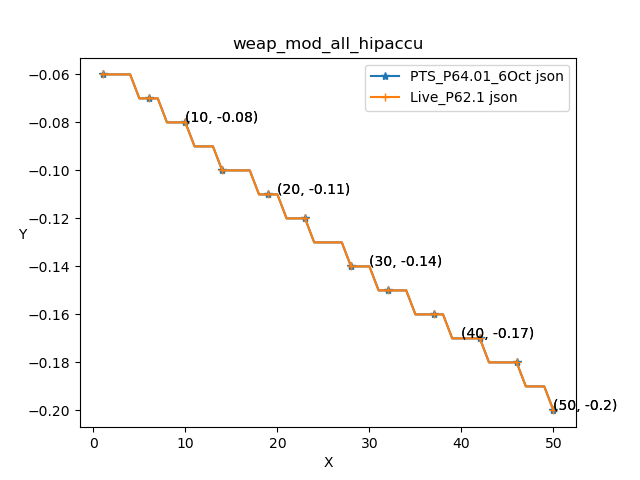 weap_mod_all_hipaccu
PTS_P64.01_6Oct json
Live_P62.1 json
−0.06
−0.08
−0.10
−0.12
−0.14
−0.16
−0.18
−0.20
Y
(10, -0.08)
(20, -0.11)
(30, -0.14)
(40, -0.17)
(50, -0.2)
0 10 20 30 40 50
X